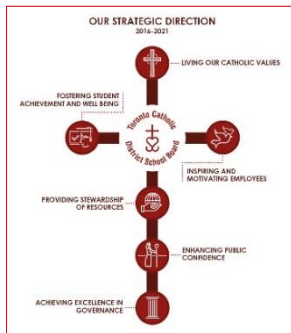 OUR STRATEGIC DIRECTION
2016-2021
LIVING OUR CATHOLIC VALUES
FOSTERING STUDENT
ACHIEVEMENT AND WELL BEING
Toronto Catholic
District School Board
INSPIRING AND
MOTIVATING EMPLOYEES
PROVIDING STEWARDSHIP
OF RESOURCES
ENHANCING PUBLIC
CONFIDENCE
ACHIEVING EXCELLENCE IN
GOVERNANCE